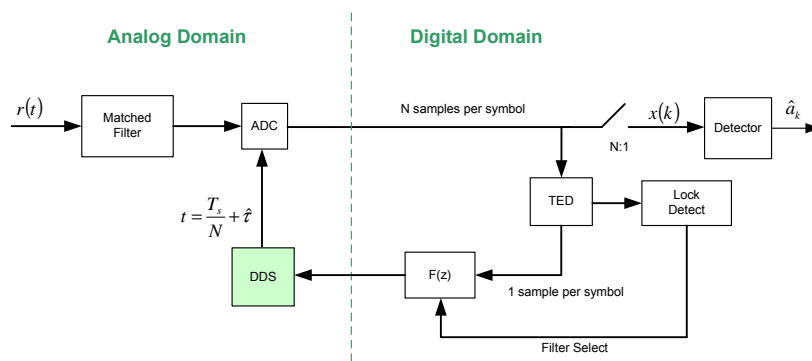 Analog Domain
Digital Domain
r(t)
Matched
Filter
ADC
N samples per symbol
N:1
x(k)
Detector
â_k
t = T_s/N + τ̂
TED
Lock
Detect
DDS
F(z)
1 sample per symbol
Filter Select